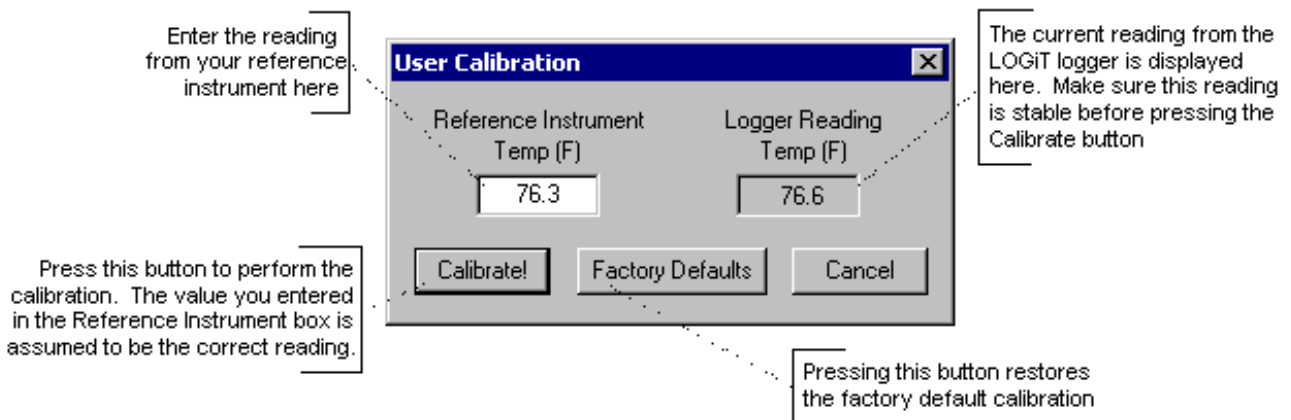 Enter the reading
from your reference
instrument here
The current reading from the
LOGiT logger is displayed
here. Make sure this reading
is stable before pressing the
Calibrate button
User Calibration
Reference Instrument
Temp (F)
76.3
Logger Reading
Temp (F)
76.6
Calibrate!
Factory Defaults
Cancel
Press this button to perform the
calibration. The value you entered
in the Reference Instrument box is
assumed to be the correct reading.
Pressing this button restores
the factory default calibration